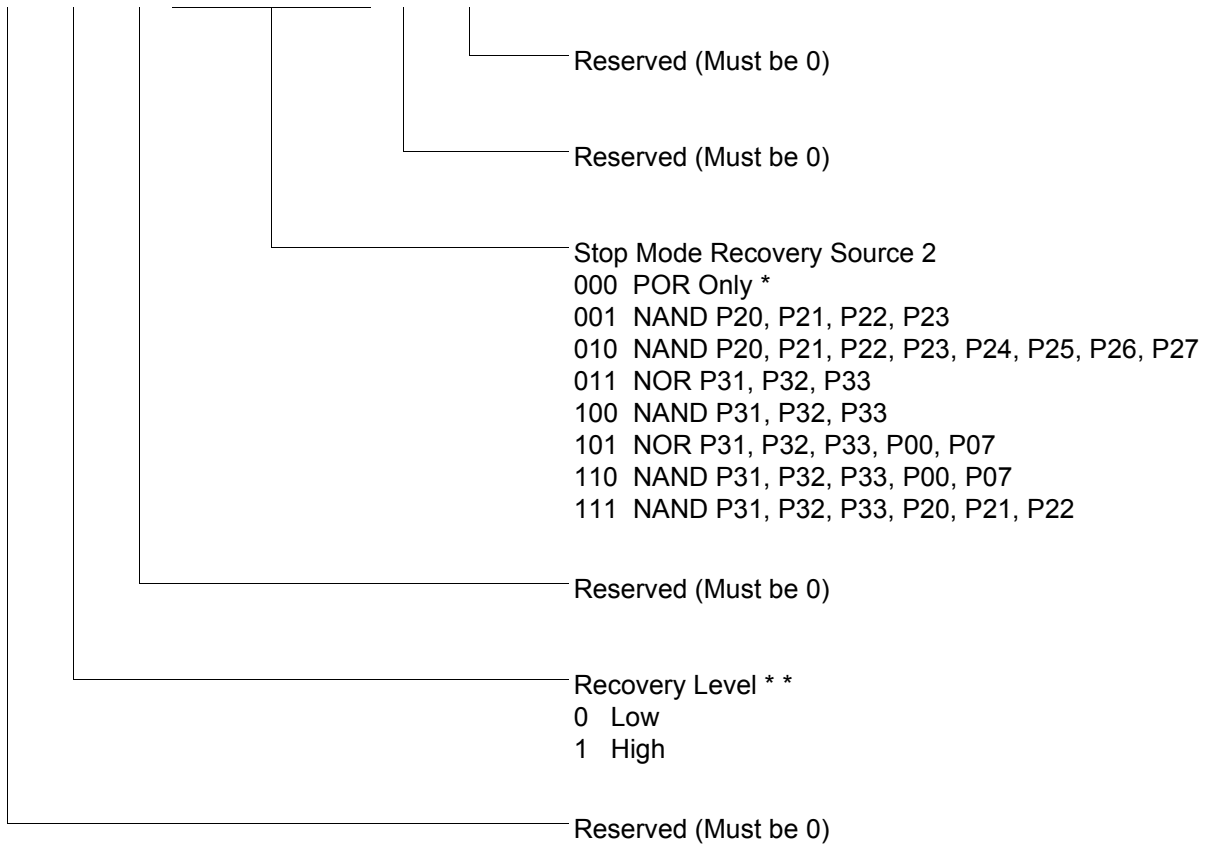 Reserved (Must be 0)
Reserved (Must be 0)
Stop Mode Recovery Source 2
000 POR Only *
001 NAND P20, P21, P22, P23
010 NAND P20, P21, P22, P23, P24, P25, P26, P27
011 NOR P31, P32, P33
100 NAND P31, P32, P33
101 NOR P31, P32, P33, P00, P07
110 NAND P31, P32, P33, P00, P07
111 NAND P31, P32, P33, P20, P21, P22
Reserved (Must be 0)
Recovery Level * *
0 Low
1 High
Reserved (Must be 0)